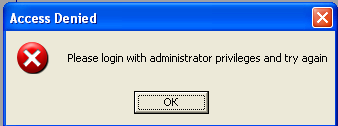 Access Denied
Please login with administrator privileges and try again
OK